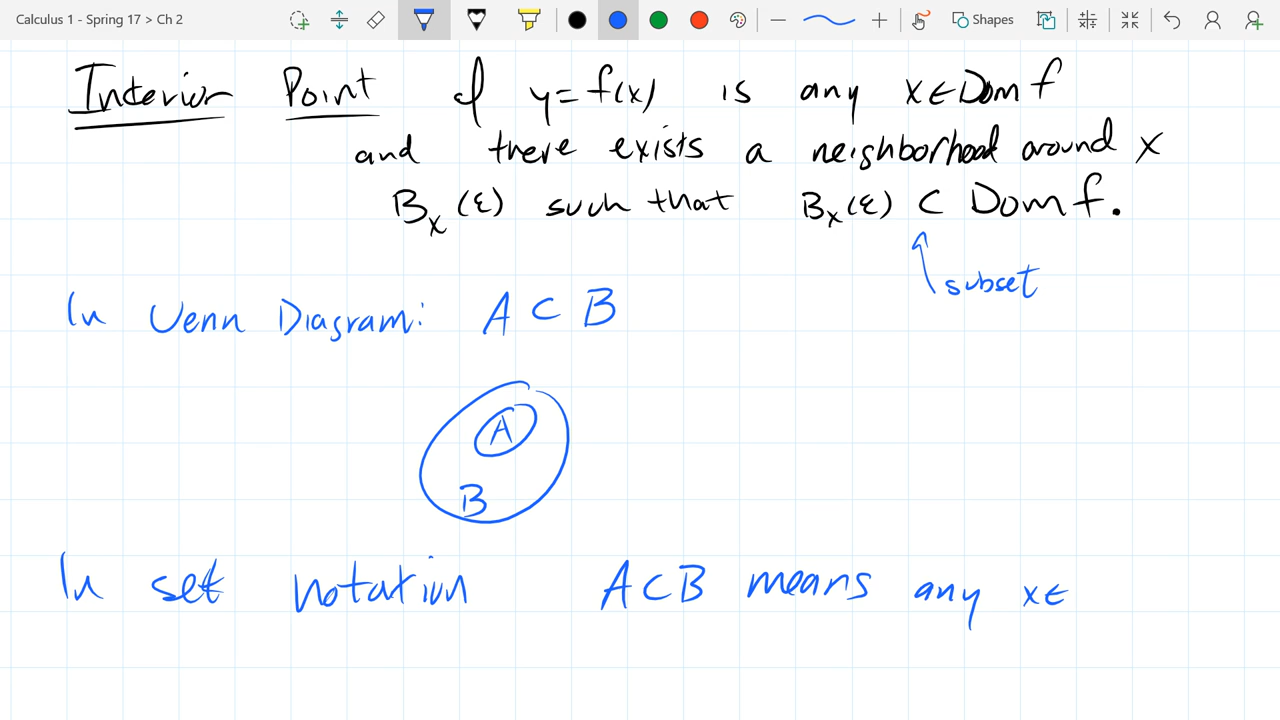 Calculus 1 - Spring 17 > Ch 2
Shapes
Interior Point of y=f(x) is any x∈Dom f
and there exists a neighborhood around x
Bₓ(ε) such that Bₓ(ε) ⊂ Dom f.
subset
In Venn Diagram: A ⊂ B
A
B
In set notation A⊂B means any x∈